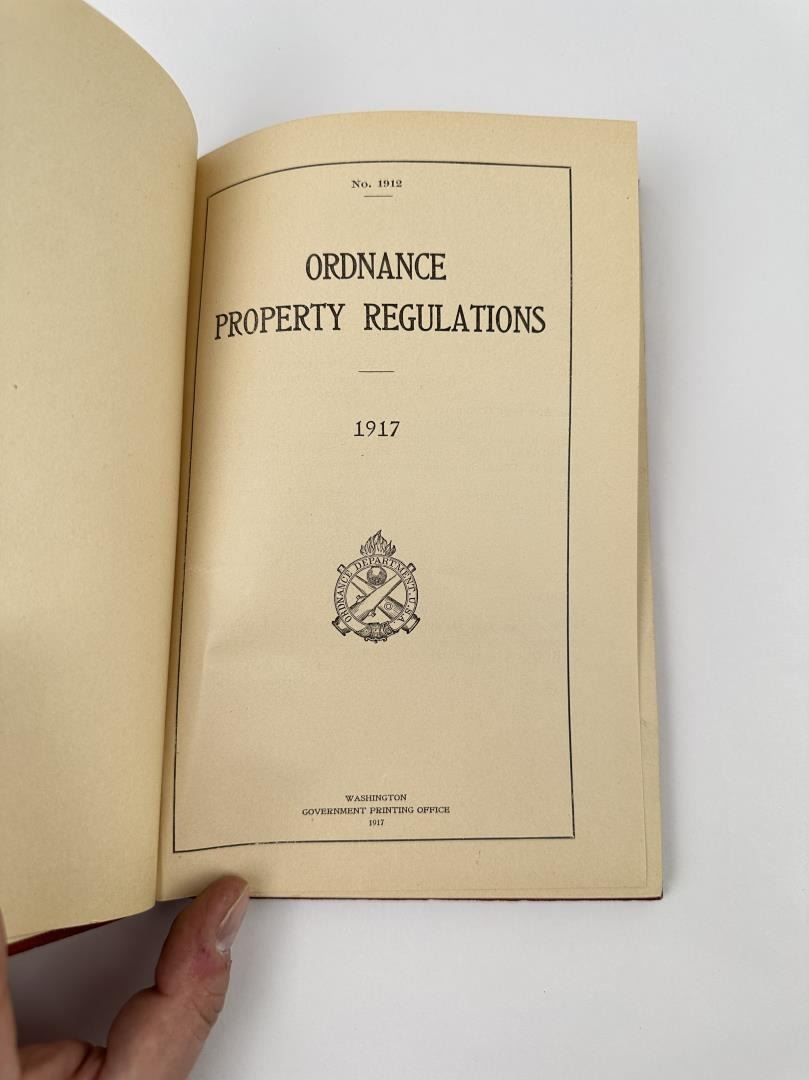 No. 1912
ORDNANCE
PROPERTY REGULATIONS
1917
ORDNANCE DEPARTMENT. U.S.A.
WASHINGTON
GOVERNMENT PRINTING OFFICE
1917